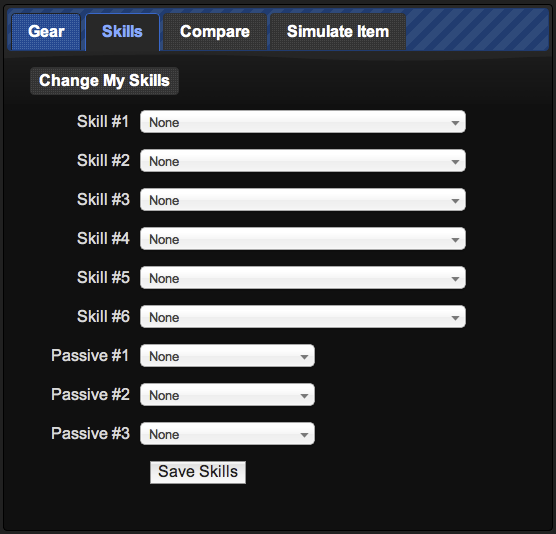 Gear Skills Compare Simulate Item
Change My Skills
Skill #1 None
Skill #2 None
Skill #3 None
Skill #4 None
Skill #5 None
Skill #6 None
Passive #1 None
Passive #2 None
Passive #3 None
Save Skills